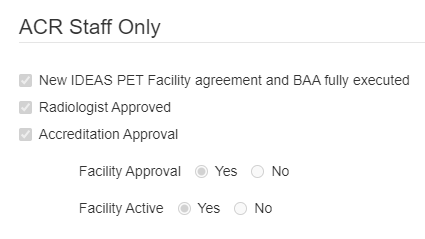 ACR Staff Only
New IDEAS PET Facility agreement and BAA fully executed
Radiologist Approved
Accreditation Approval
Facility Approval Yes No
Facility Active Yes No